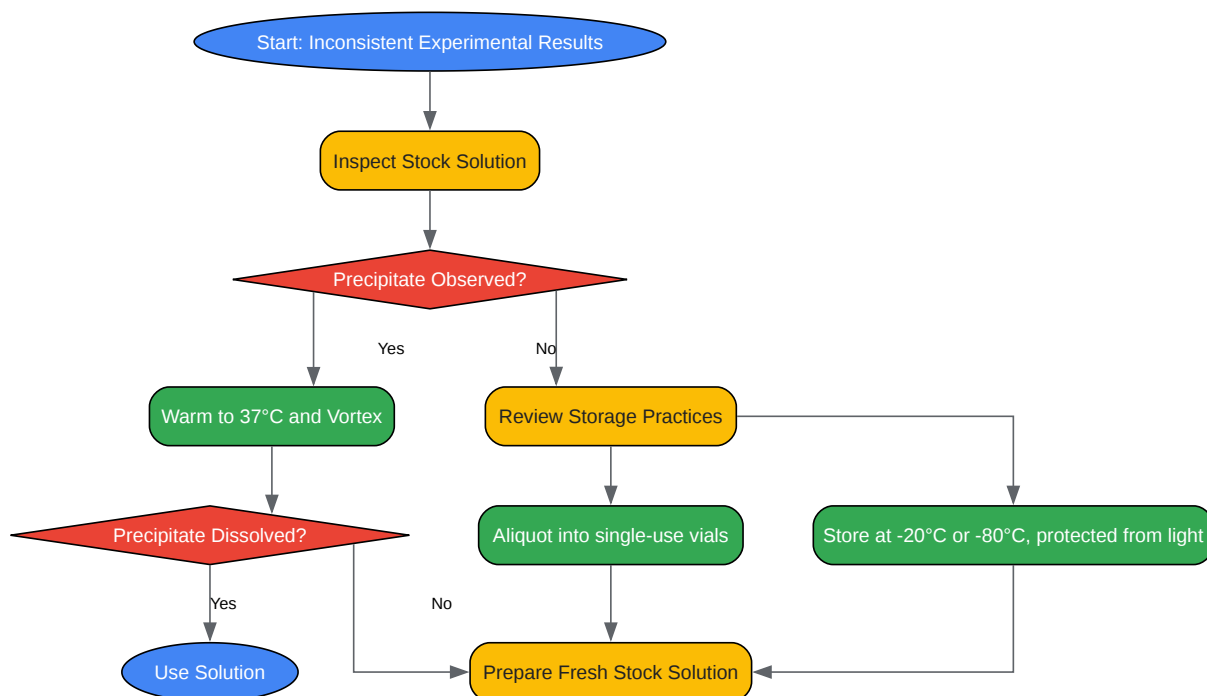 Start: Inconsistent Experimental Results
Inspect Stock Solution
Precipitate Observed?
Yes
No
Warm to 37°C and Vortex
Review Storage Practices
Precipitate Dissolved?
Aliquot into single-use vials
Store at -20°C or -80°C, protected from light
Yes
No
Use Solution
Prepare Fresh Stock Solution